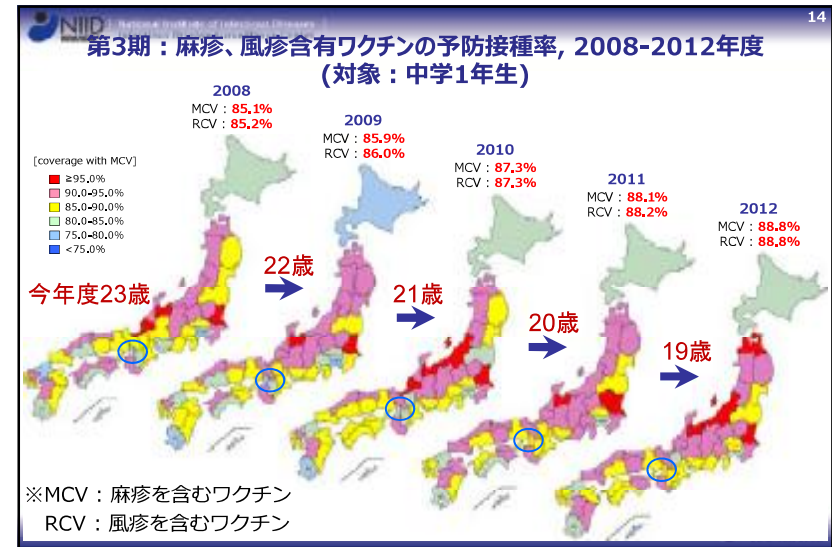 14
NIID National Institute of Infectious Diseases
第3期：麻疹、風疹含有ワクチンの予防接種率, 2008-2012年度
(対象：中学1年生)
2008
MCV：85.1%
RCV：85.2%
2009
MCV：85.9%
RCV：86.0%
2010
MCV：87.3%
RCV：87.3%
2011
MCV：88.1%
RCV：88.2%
2012
MCV：88.8%
RCV：88.8%
[coverage with MCV]
≥95.0%
90.0-95.0%
85.0-90.0%
80.0-85.0%
75.0-80.0%
<75.0%
今年度23歳
22歳
21歳
20歳
19歳
※MCV：麻疹を含むワクチン
RCV：風疹を含むワクチン